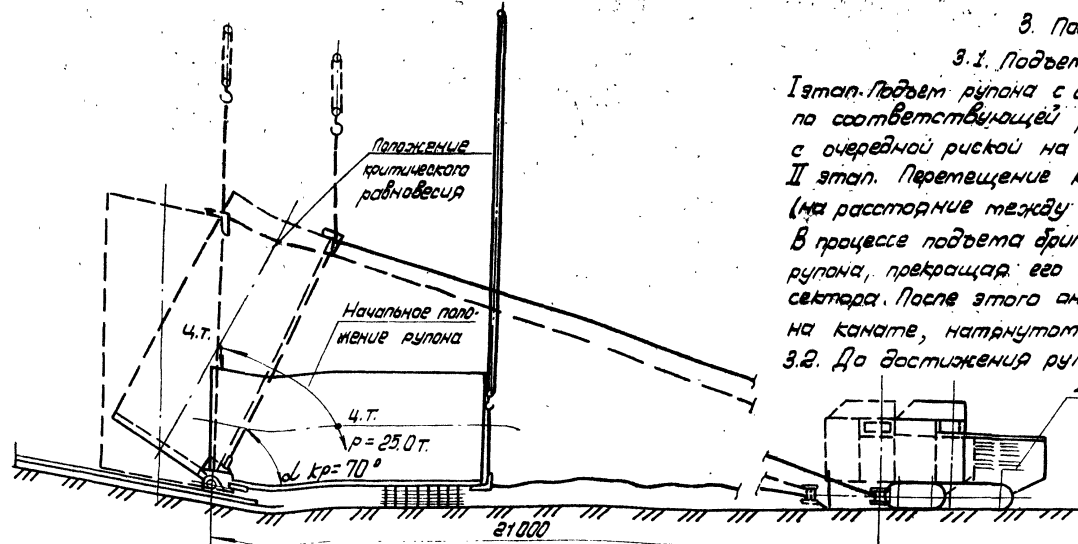 3. По
3.1. Подъем
I этап. Подъем рулона с
по соответствующей
с очередной риской на
II этап. Перемещение
(на расстояние между
В процессе подъема бри
рулона, прекращая его
сектора. После этого он
на канате, натянутом
3.2. До достижения рул
Положение
критического
равновесия
Начальное поло-
жение рулона
ц.т.
ц.т.
P = 25.0 т.
α кр = 70°
21000